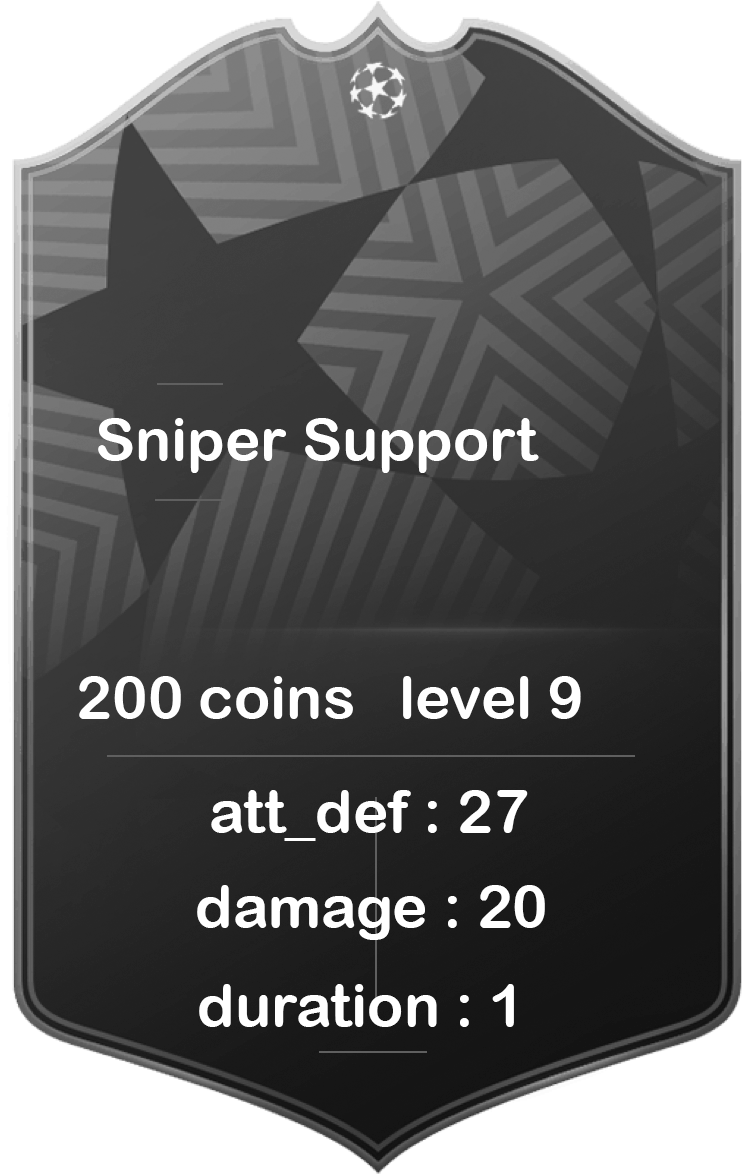 Sniper Support
200 coins level 9
att_def : 27
damage : 20
duration : 1